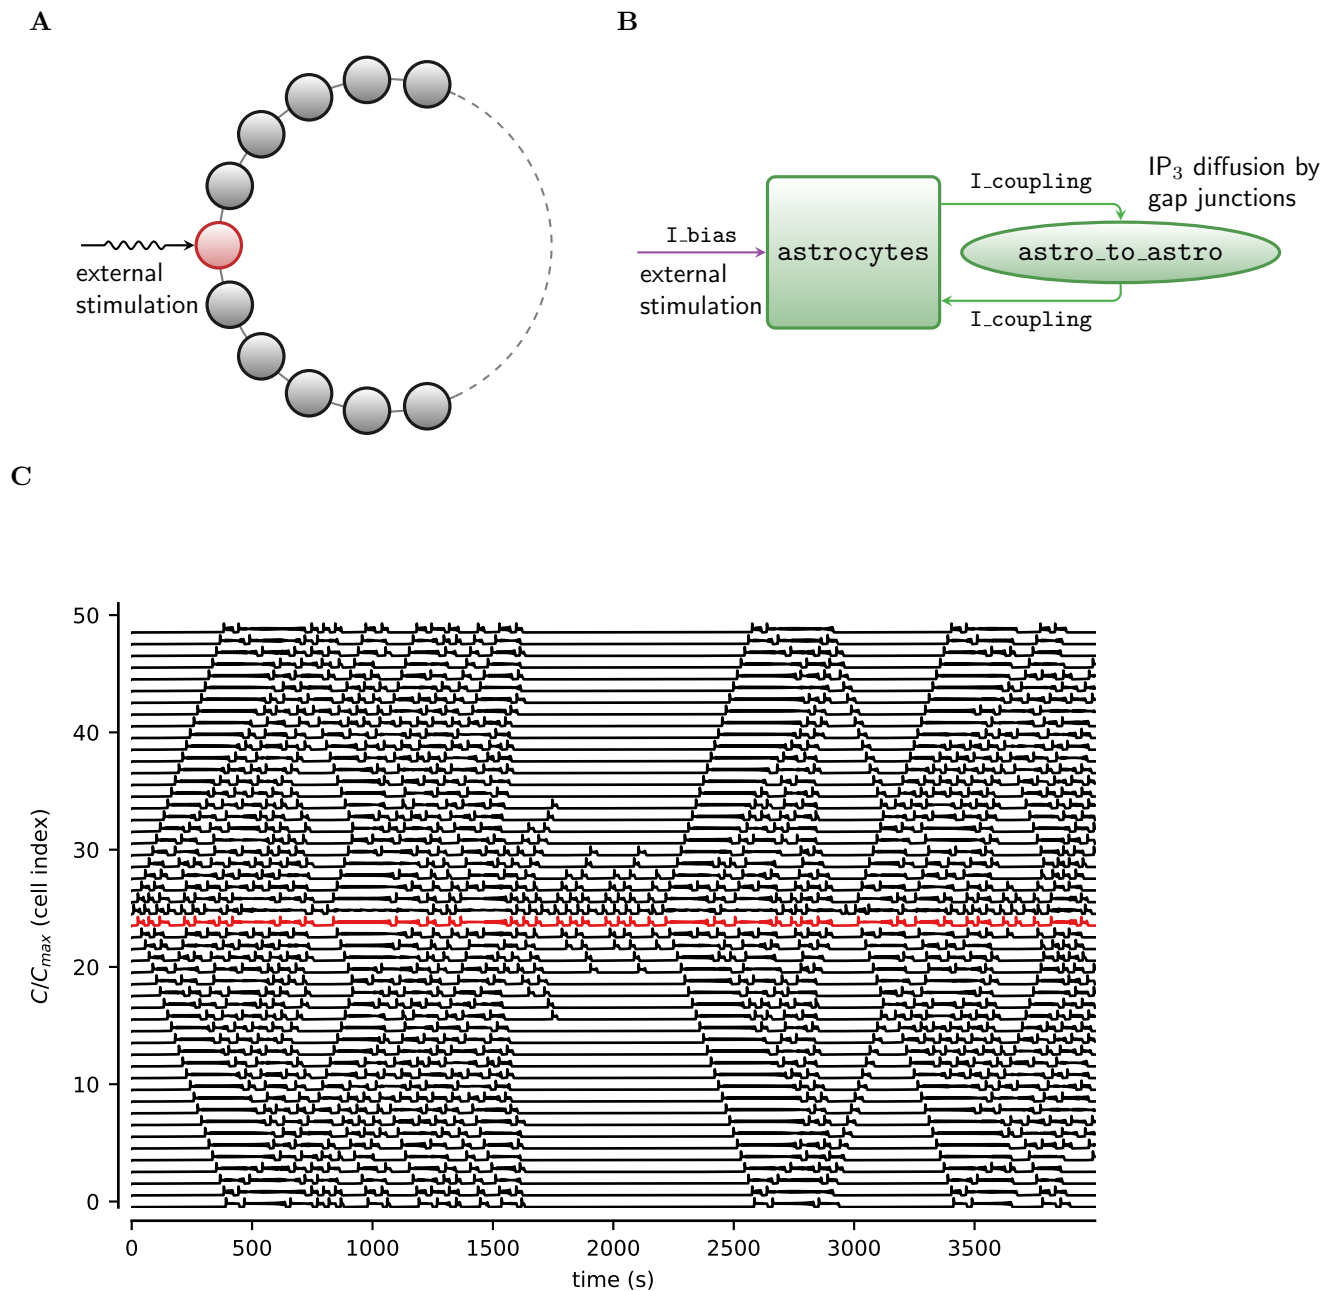 A
B
external
stimulation
I_bias
external
stimulation
astrocytes
I_coupling
astro_to_astro
I_coupling
IP₃ diffusion by
gap junctions
C
50
40
30
20
10
0
C/Cmax (cell index)
0 500 1000 1500 2000 2500 3000 3500
time (s)